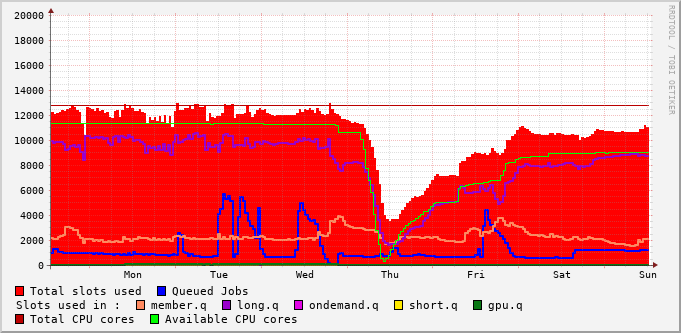 20000
18000
16000
14000
12000
10000
8000
6000
4000
2000
0
Mon Tue Wed Thu Fri Sat Sun
Total slots used Queued Jobs
Slots used in : member.q long.q ondemand.q short.q gpu.q
Total CPU cores Available CPU cores
RRDTOOL / TOBI OETIKER